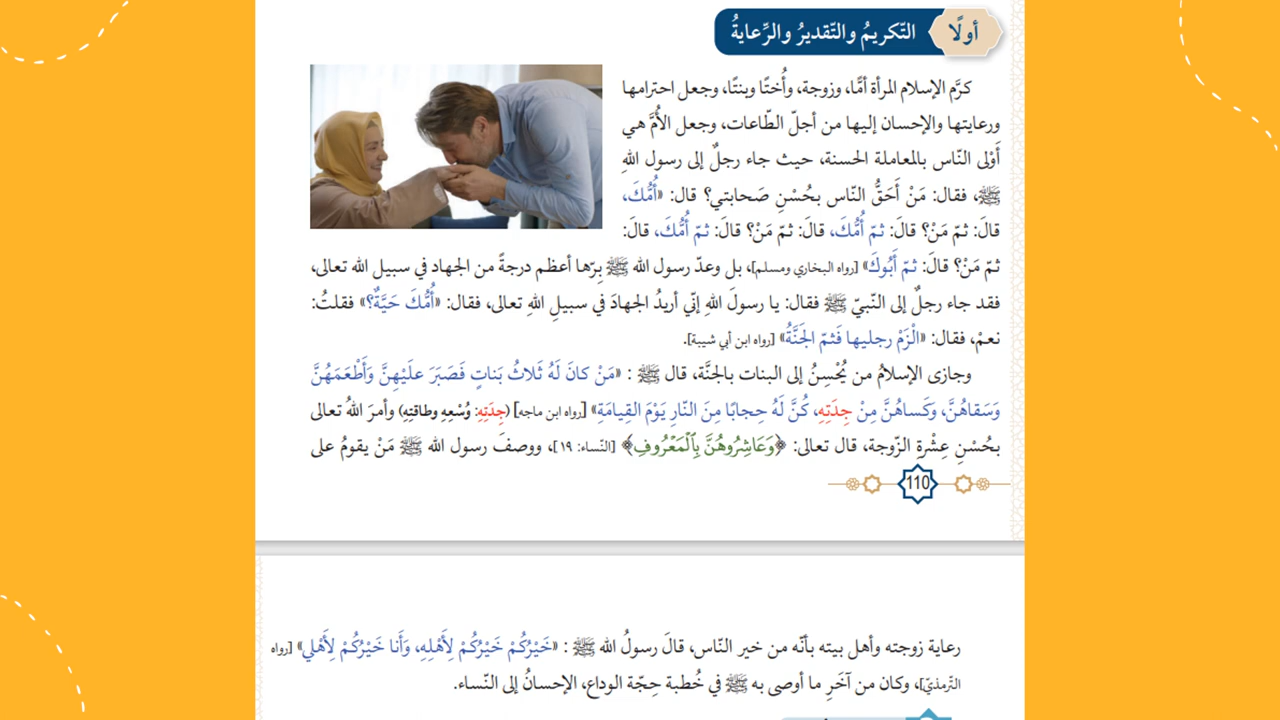 أولًا
التّكريمُ والتّقديرُ والرِّعايةُ
كرَّم الإسلام المرأة أمًّا، وزوجة، وأُختًا وبنتًا، وجعل احترامها
ورعايتها والإحسان إليها من أجلّ الطّاعات، وجعل الأُمَّ هي
أَوْلى النّاس بالمعاملة الحسنة، حيث جاء رجلٌ إلى رسول اللهِ
ﷺ، فقال: مَنْ أَحَقُّ النّاس بحُسْنِ صَحابتي؟ قال: «أُمُّكَ،
قالَ: ثمّ مَنْ؟ قالَ: ثمّ أُمُّكَ، قالَ: ثمّ مَنْ؟ قالَ: ثمّ أُمُّكَ، قالَ:
ثمّ مَنْ؟ قالَ: ثمّ أَبُوكَ» [رواه البخاري ومسلم]، بل وعدّ رسول الله ﷺ بِرّها أعظم درجةً من الجهاد في سبيل الله تعالى،
فقد جاء رجلٌ إلى النّبيّ ﷺ فقال: يا رسولَ اللهِ إنّي أريدُ الجهادَ في سبيلِ اللهِ تعالى، فقال: «أُمُّكَ حَيَّةٌ؟» فقلتُ:
نعمْ، فقال: «الْزَمْ رجليها فَثمّ الجَنَّةُ» [رواه ابن أبي شيبة].
وجازى الإسلامُ من يُحْسِنُ إلى البنات بالجنَّة، قال ﷺ : «مَنْ كانَ لَهُ ثَلاثُ بَناتٍ فَصَبَرَ علَيْهِنَّ وَأَطْعَمَهُنَّ
وَسَقاهُنَّ، وَكَساهُنَّ مِنْ جِدَتِهِ، كُنَّ لَهُ حِجابًا مِنَ النّارِ يَوْمَ القِيامَةِ» [رواه ابن ماجه] (جِدَتِهِ: وُسْعِهِ وطاقتِهِ) وأمرَ اللهُ تعالى
بحُسْنِ عِشْرةِ الزّوجة، قال تعالى: ﴿وَعَاشِرُوهُنَّ بِٱلۡمَعۡرُوفِ﴾ [النّساء: ١٩]، ووصفَ رسول الله ﷺ مَنْ يقومُ على
110
رعاية زوجته وأهل بيته بأنّه من خير النّاس، قالَ رسولُ الله ﷺ : «خَيْرُكُمْ خَيْرُكُمْ لِأَهْلِهِ، وَأَنا خَيْرُكُمْ لِأَهْلي» [رواه
التّرمذيّ]، وكان من آخَرِ ما أوصى به ﷺ في خُطبة حِجّة الوداع، الإحسانُ إلى النّساء.